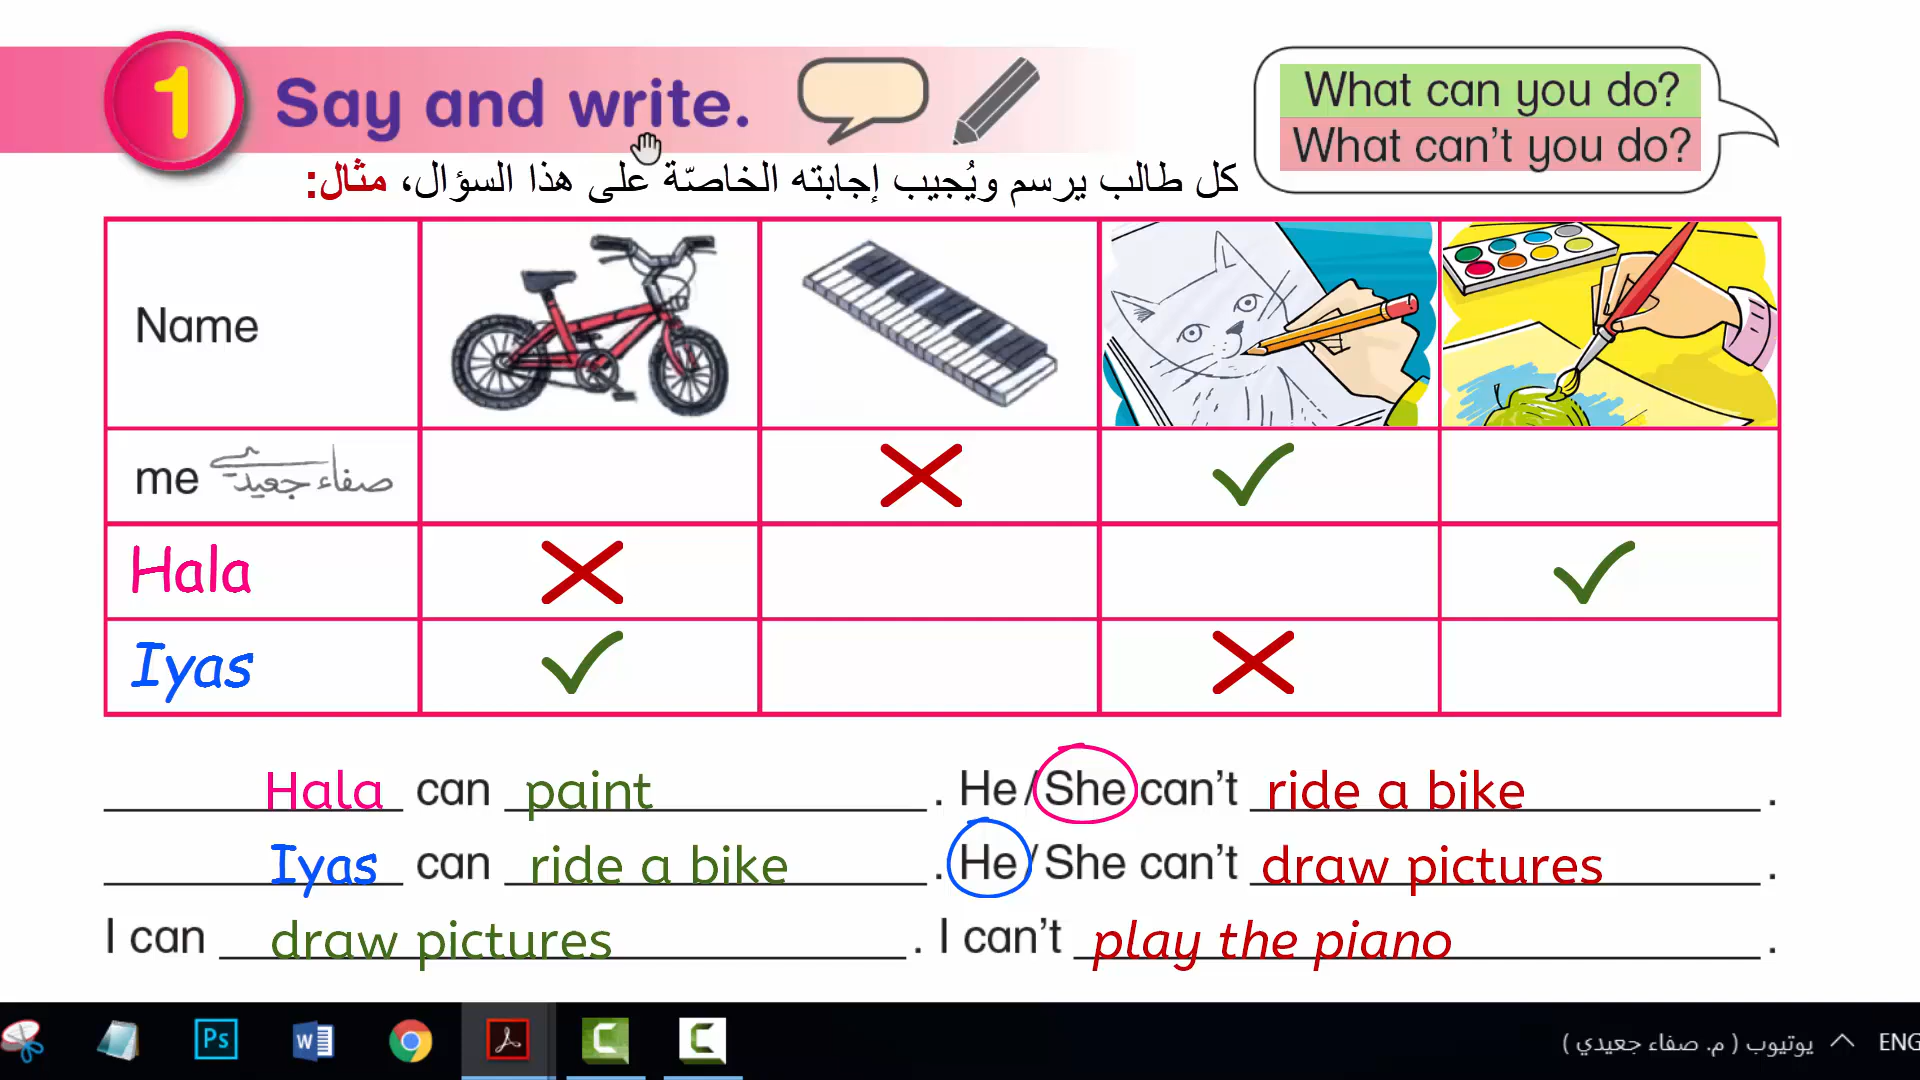 1 Say and write.
What can you do?
What can't you do?
كل طالب يرسم ويُجيب إجابته الخاصّة على هذا السؤال، مثال:
Name
me صفاء جعيدي
Hala
Iyas
Hala can paint. He/She can't ride a bike.
Iyas can ride a bike. He/She can't draw pictures.
I can draw pictures. I can't play the piano.
Ps W C C يوتيوب ( م. صفاء جعيدي ) ENG